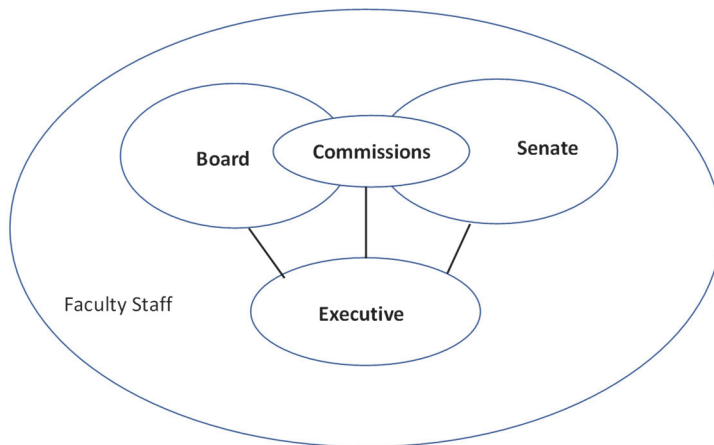 Board
Commissions
Senate
Faculty Staff
Executive